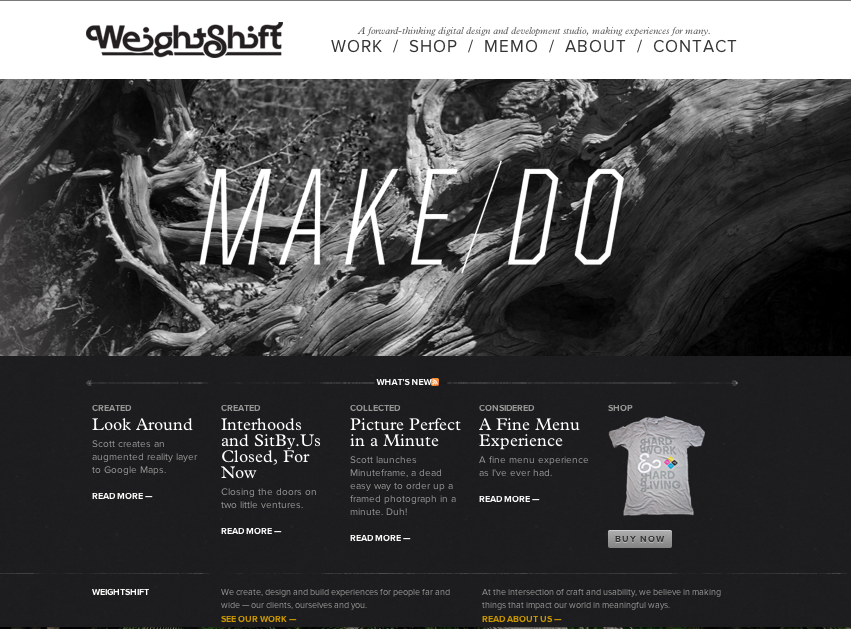 WeightShift
A forward-thinking digital design and development studio, making experiences for many.
WORK / SHOP / MEMO / ABOUT / CONTACT
MAKE/DO
WHAT'S NEW
CREATED
Look Around
Scott creates an
augmented reality layer
to Google Maps.
READ MORE —
CREATED
Interhoods
and SitBy.Us
Closed, For
Now
Closing the doors on
two little ventures.
READ MORE —
COLLECTED
Picture Perfect
in a Minute
Scott launches
Minuteframe, a dead
easy way to order up a
framed photograph in a
minute. Duh!
READ MORE —
CONSIDERED
A Fine Menu
Experience
A fine menu experience
as I've ever had.
READ MORE —
SHOP
HARD
WORK
&
HARD
LIVING
BUY NOW
WEIGHTSHIFT
We create, design and build experiences for people far and
wide — our clients, ourselves and you.
SEE OUR WORK —
At the intersection of craft and usability, we believe in making
things that impact our world in meaningful ways.
READ ABOUT US —